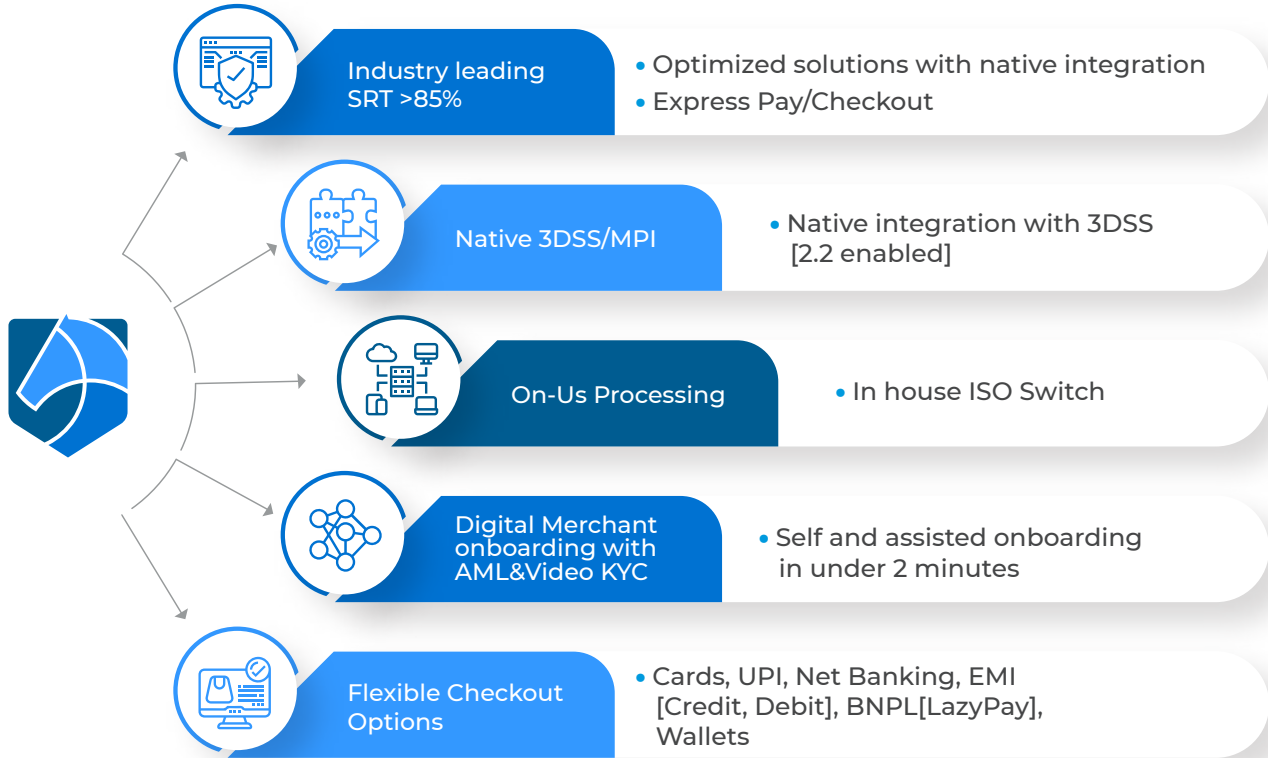 Industry leading
SRT >85%
• Optimized solutions with native integration
• Express Pay/Checkout
Native 3DSS/MPI
• Native integration with 3DSS
[2.2 enabled]
On-Us Processing
• In house ISO Switch
Digital Merchant
onboarding with
AML&Video KYC
• Self and assisted onboarding
in under 2 minutes
Flexible Checkout
Options
• Cards, UPI, Net Banking, EMI
[Credit, Debit], BNPL[LazyPay],
Wallets